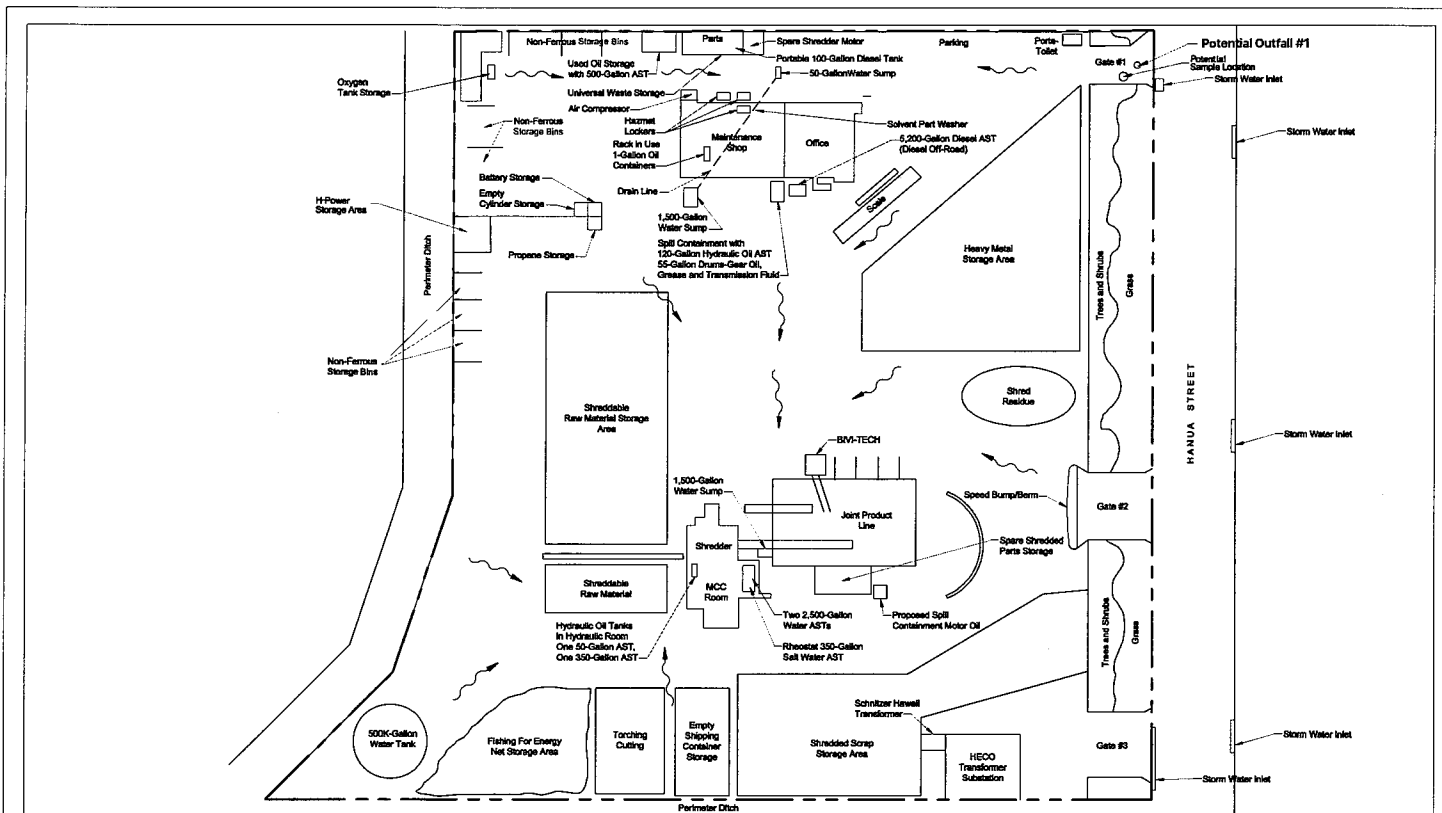 Non-Ferrous Storage Bins
Parts
Spare Shredder Motor
Parking
Porta-
Toilet
Potential Outfall #1
Gate #1
Potential
Sample Location
Storm Water Inlet
Used Oil Storage
with 500-Gallon AST
Portable 100-Gallon Diesel Tank
50-GallonWater Sump
Oxygen
Tank Storage
Universal Waste Storage
Air Compressor
Hazmat
Lockers
Solvent Part Washer
Non-Ferrous
Storage Bins
Storm Water Inlet
Maintenance
Shop
Office
5,200-Gallon Diesel AST
(Diesel Off-Road)
Rack in Use
1-Gallon Oil
Containers
Battery Storage
Empty
Cylinder Storage
Drain Line
H-Power
Storage Area
Scale
1,500-Gallon
Water Sump
Propane Storage
Spill Containment with
120-Gallon Hydraulic Oil AST
55-Gallon Drums-Gear Oil,
Grease and Transmission Fluid
Heavy Metal
Storage Area
Perimeter Ditch
Trees and Shrubs
Grass
Non-Ferrous
Storage Bins
HANUA STREET
Shreddable
Raw Material Storage
Area
Shred
Residue
Storm Water Inlet
BIVI-TECH
1,500-Gallon
Water Sump
Speed Bump/Berm
Gate #2
Joint Product
Line
Shredder
Spare Shredded
Parts Storage
Shreddable
Raw Material
MCC
Room
Two 2,500-Gallon
Water ASTs
Proposed Spill
Containment Motor Oil
Hydraulic Oil Tanks
In Hydraulic Room
One 50-Gallon AST,
One 350-Gallon AST
Rheostat 350-Gallon
Salt Water AST
Trees and Shrubs
Grass
Schnitzer Hawaii
Transformer
500K-Gallon
Water Tank
Fishing For Energy
Net Storage Area
Torching
Cutting
Empty
Shipping
Container
Storage
Shredded Scrap
Storage Area
HECO
Transformer
Substation
Gate #3
Storm Water Inlet
Storm Water Inlet
Perimeter Ditch